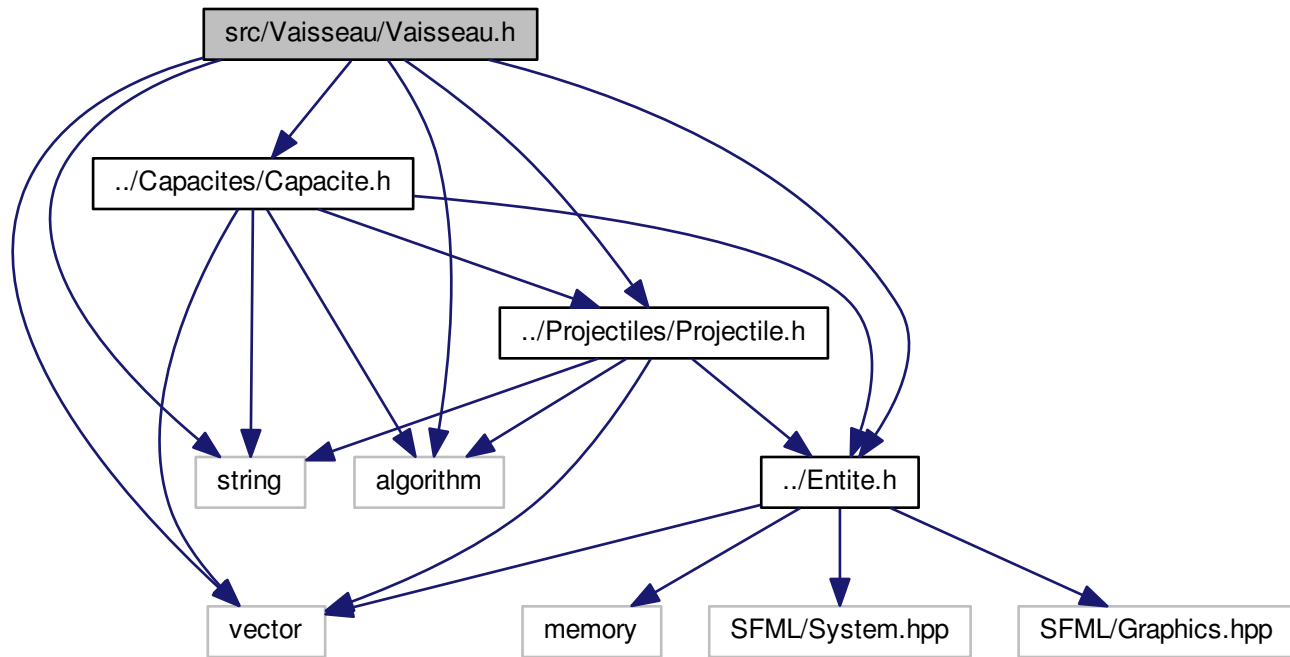 src/Vaisseau/Vaisseau.h
../Capacites/Capacite.h
../Projectiles/Projectile.h
string
algorithm
../Entite.h
vector
memory
SFML/System.hpp
SFML/Graphics.hpp